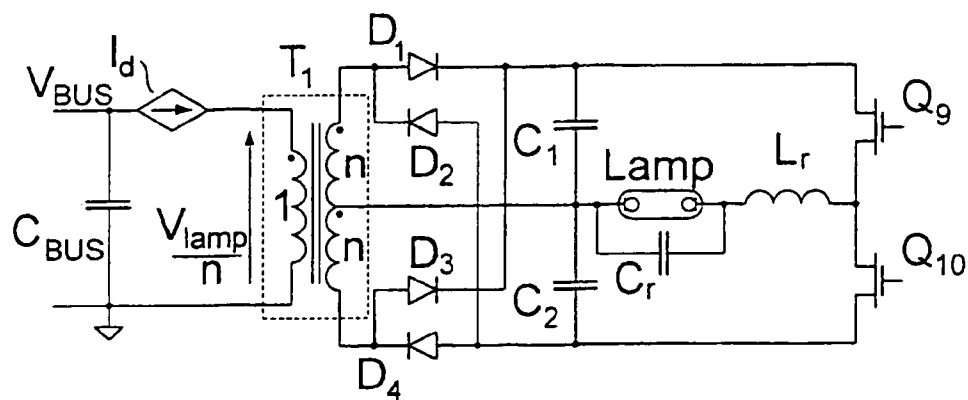 V_BUS
I_d
T_1
D_1
D_2
D_3
D_4
n
n
1
V_lamp/n
C_BUS
C_1
C_2
Lamp
C_r
L_r
Q_9
Q_10